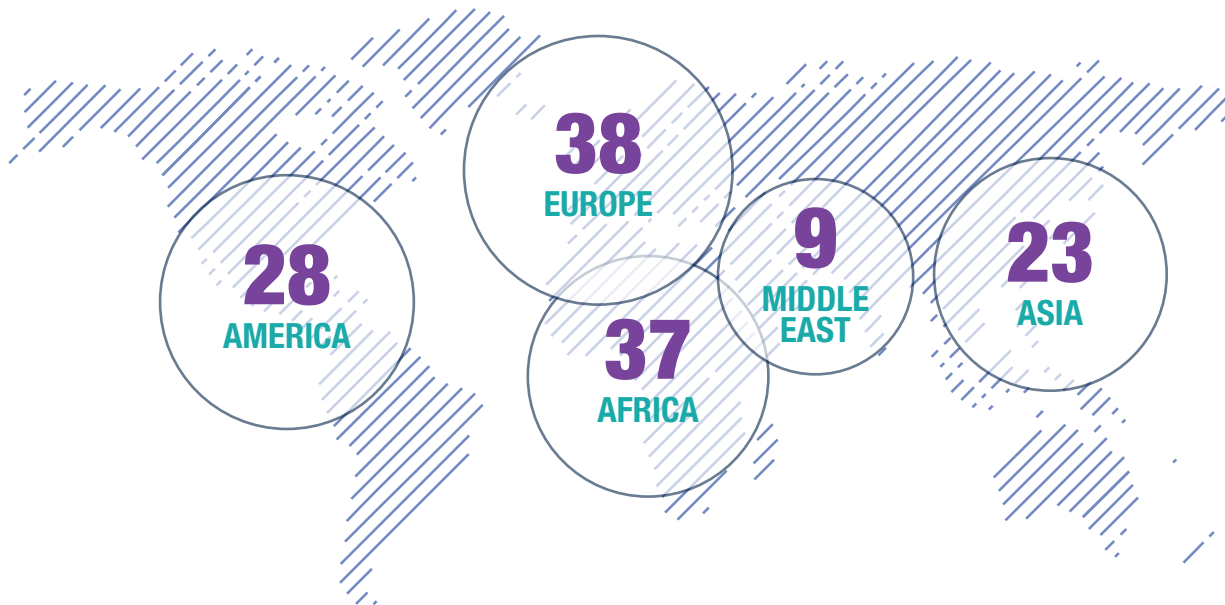 38
EUROPE
28
AMERICA
37
AFRICA
9
MIDDLE
EAST
23
ASIA